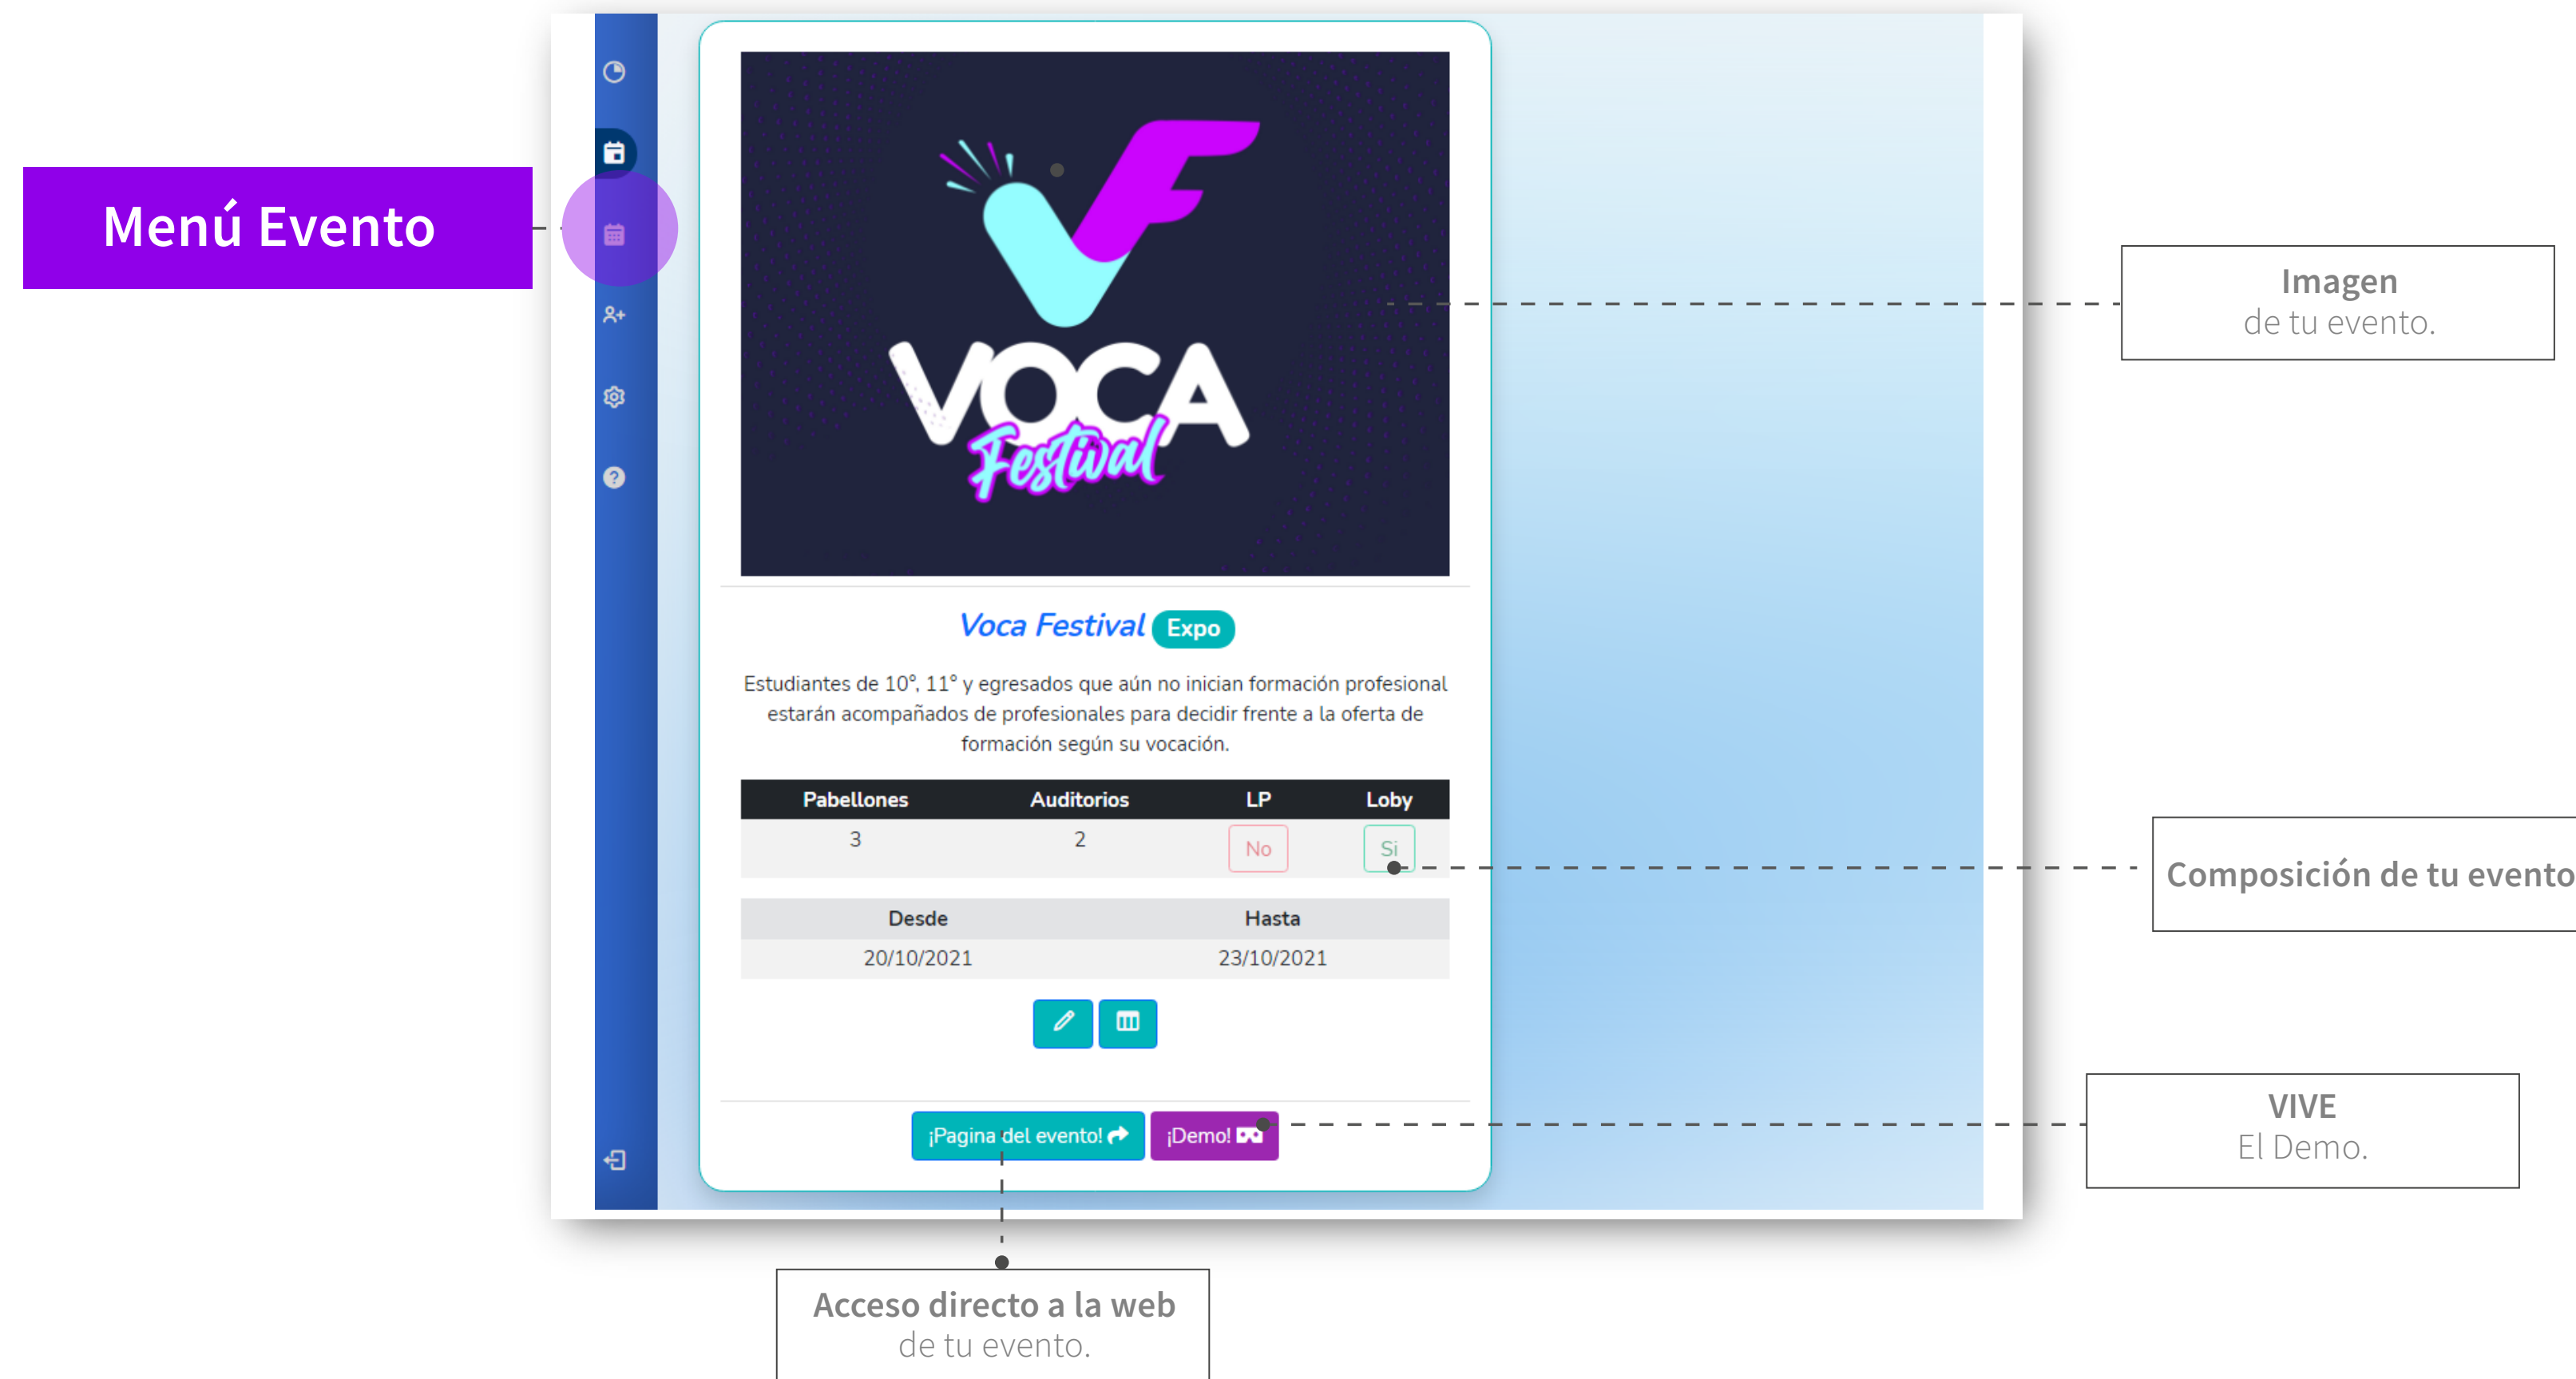 Menú Evento
VF
VOCA
Festival
Voca Festival Expo
Estudiantes de 10°, 11° y egresados que aún no inician formación profesional
estarán acompañados de profesionales para decidir frente a la oferta de
formación según su vocación.
Pabellones Auditorios LP Loby
3 2 No Si
Desde Hasta
20/10/2021 23/10/2021
¡Pagina del evento! ¡Demo!
Imagen
de tu evento.
Composición de tu evento
VIVE
El Demo.
Acceso directo a la web
de tu evento.